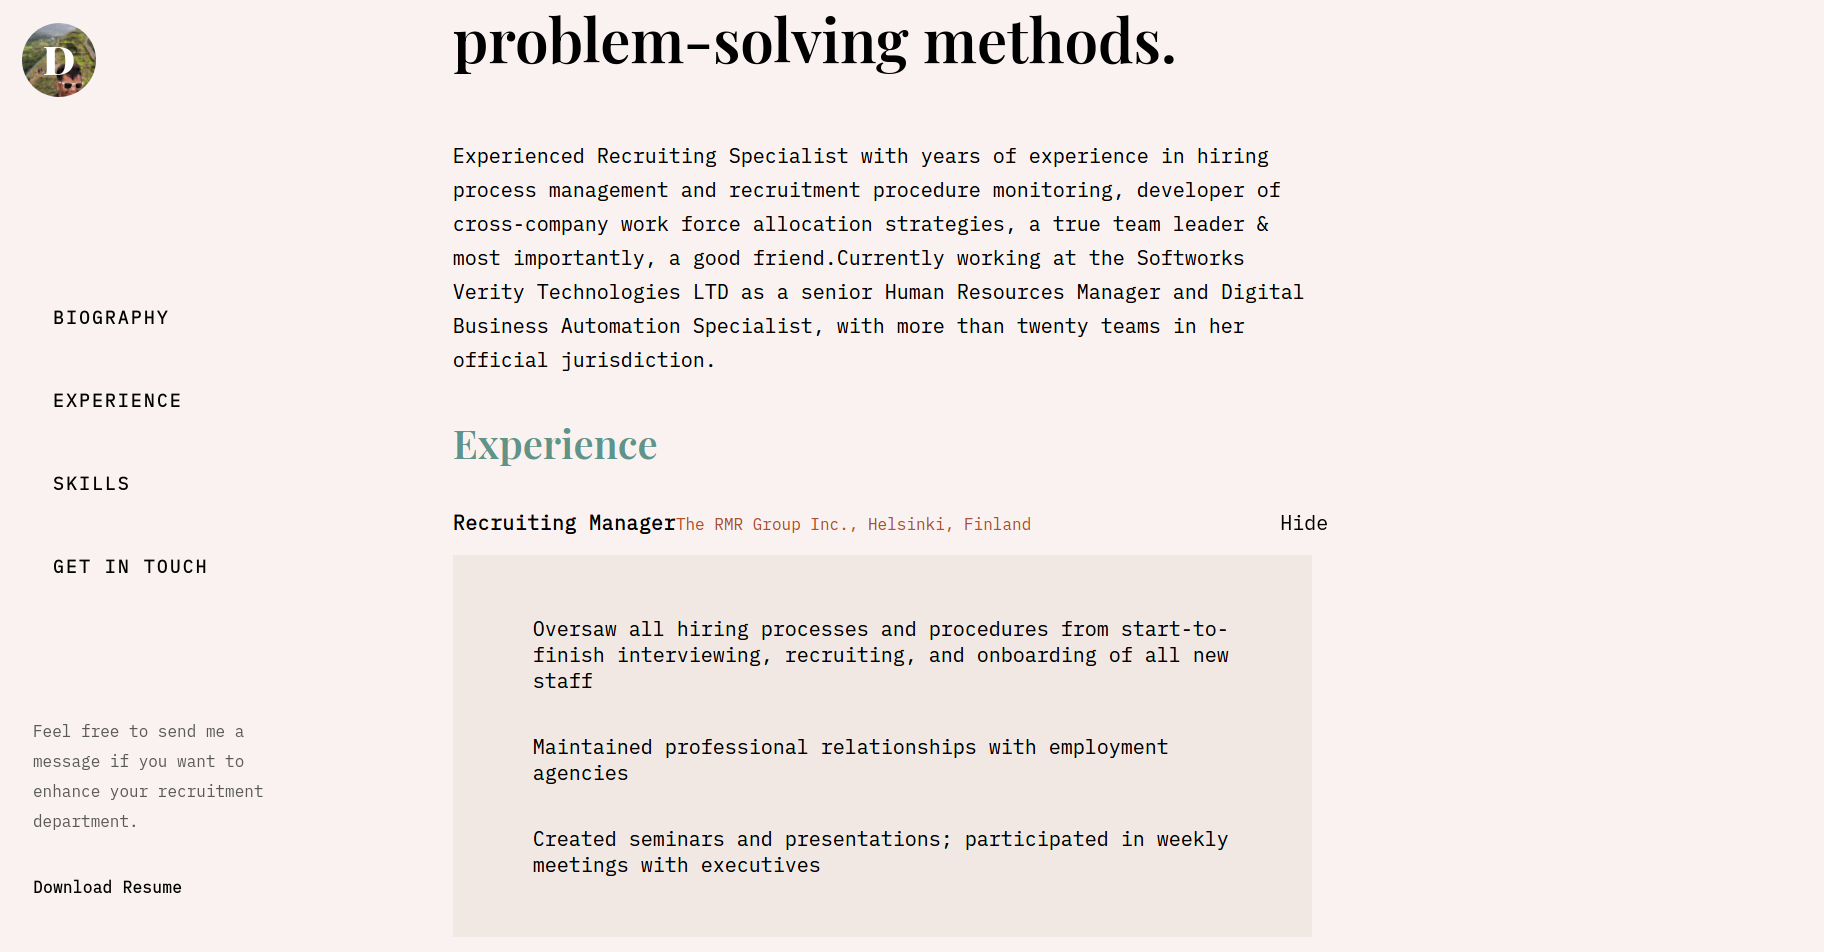 D
problem-solving methods.
Experienced Recruiting Specialist with years of experience in hiring
process management and recruitment procedure monitoring, developer of
cross-company work force allocation strategies, a true team leader &
most importantly, a good friend.Currently working at the Softworks
Verity Technologies LTD as a senior Human Resources Manager and Digital
Business Automation Specialist, with more than twenty teams in her
official jurisdiction.
BIOGRAPHY
EXPERIENCE
SKILLS
GET IN TOUCH
Feel free to send me a
message if you want to
enhance your recruitment
department.
Download Resume
Experience
Recruiting ManagerThe RMR Group Inc., Helsinki, Finland
Hide
Oversaw all hiring processes and procedures from start-to-
finish interviewing, recruiting, and onboarding of all new
staff
Maintained professional relationships with employment
agencies
Created seminars and presentations; participated in weekly
meetings with executives